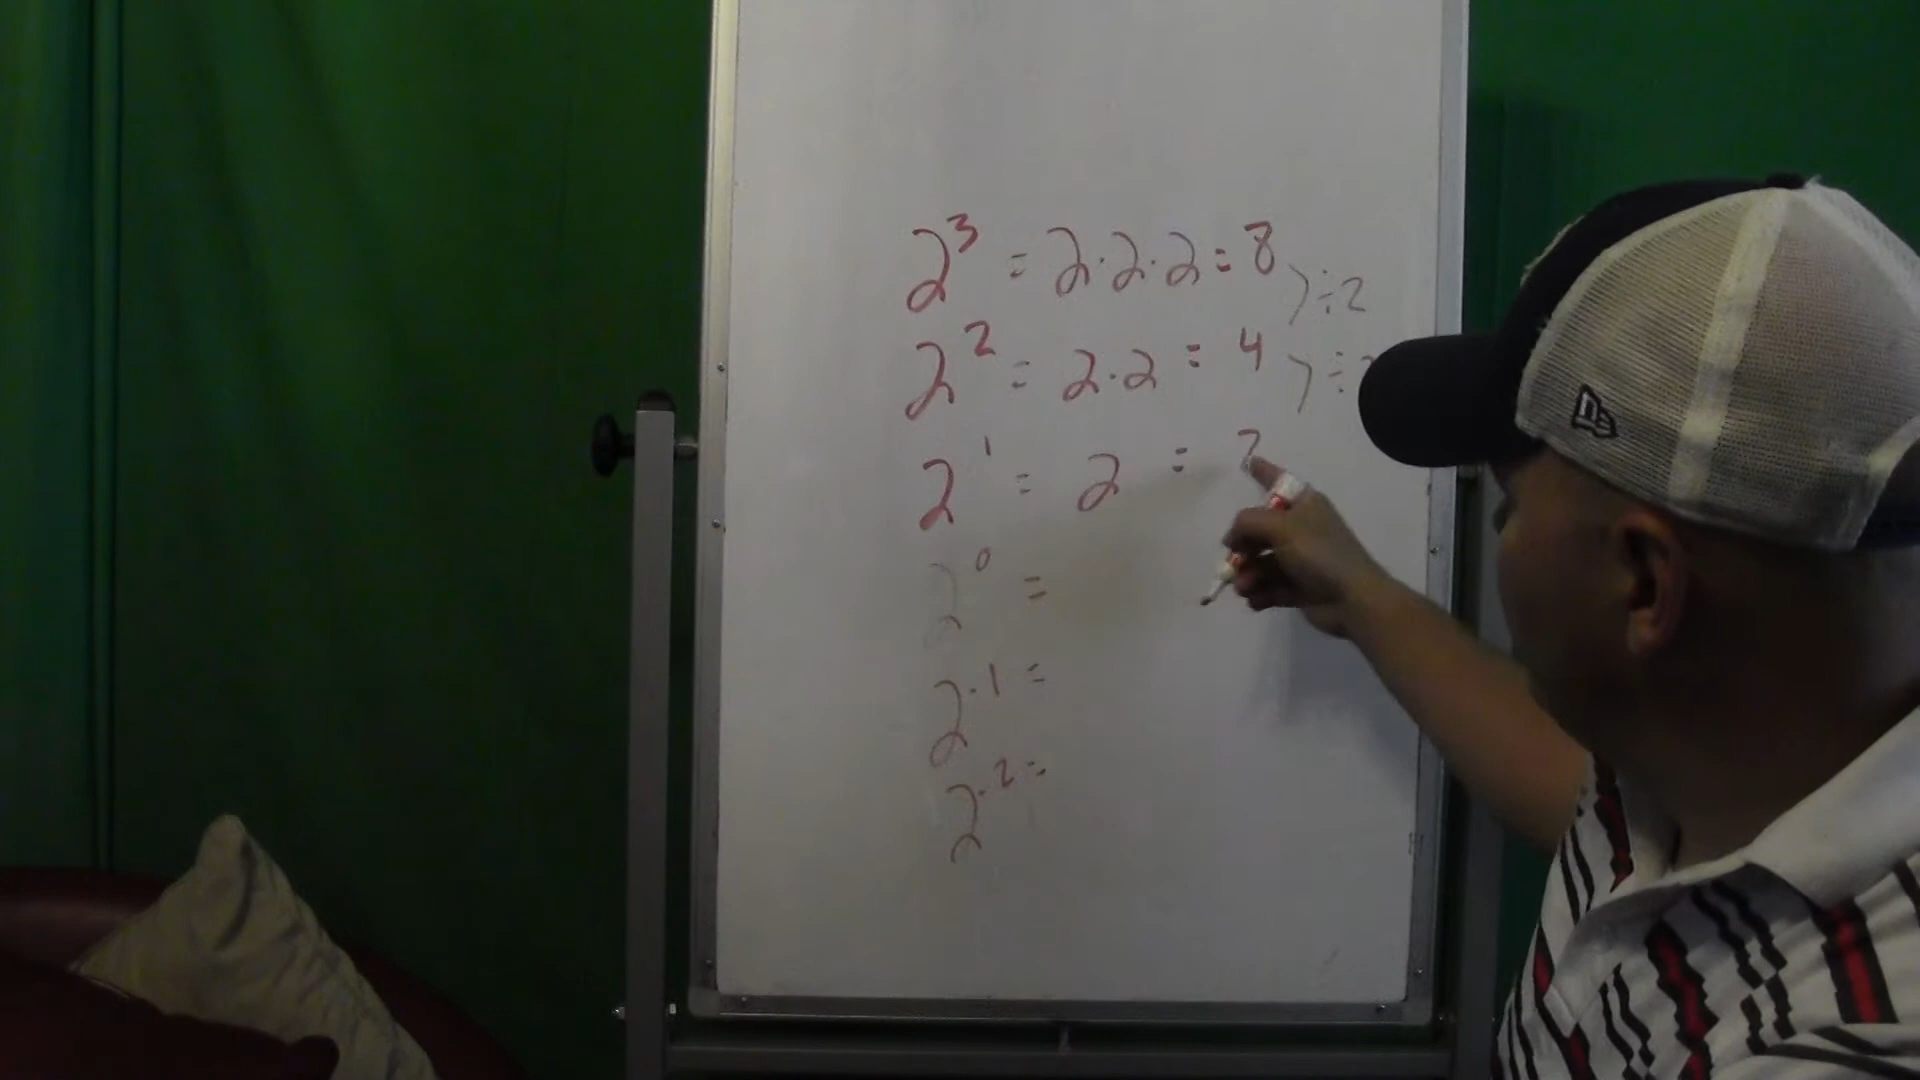 2³ = 2·2·2 = 8 ÷2
2² = 2·2 = 4 ÷
2¹ = 2 = 2
2⁰ =
2⁻¹ =
2⁻² =